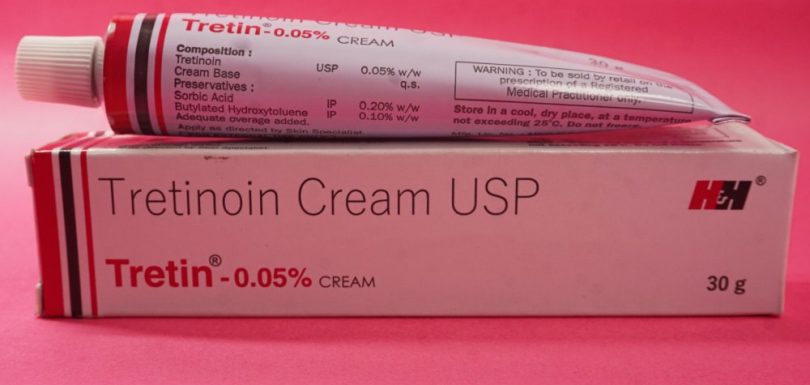 Tretinoin Cream USP
Tretin®-0.05% CREAM
30 g
Composition :
Tretinoin USP 0.05% w/w
Cream Base q.s.
Preservatives :
Sorbic Acid IP 0.20% w/w
Butylated Hydroxytoluene IP 0.10% w/w
Adequate overage added.
Apply as directed by Skin Specialist.
WARNING : To be sold by retail on the
prescription of a Registered
Medical Practitioner only.
Store in a cool, dry place, at a temperature
not exceeding 25°C. Do not freeze.
Tretinoin Cream USP
H&H®
Tretin®-0.05% CREAM
30 g